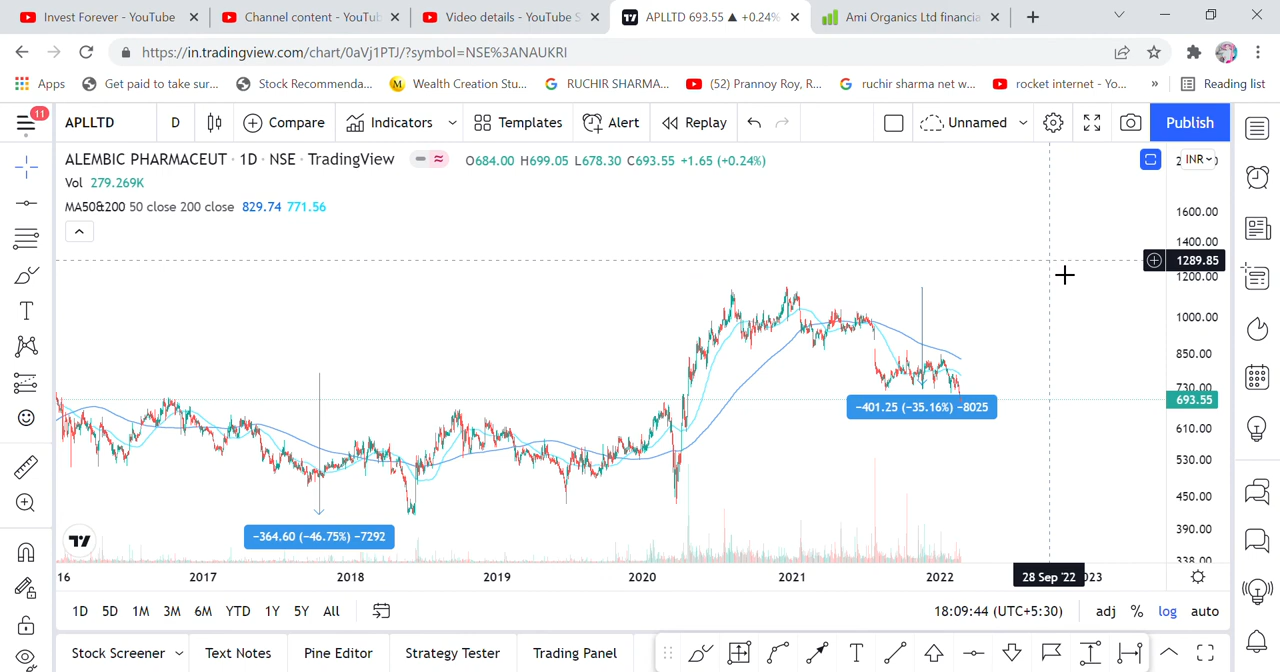 Invest Forever - YouTube
Channel content - YouTub
Video details - YouTube S
APLLTD 693.55 ▲ +0.24%
Ami Organics Ltd financia
https://in.tradingview.com/chart/0aVj1PTJ/?symbol=NSE%3ANAUKRI
Apps
Get paid to take sur...
Stock Recommenda...
Wealth Creation Stu...
RUCHIR SHARMA...
(52) Prannoy Roy, R...
ruchir sharma net w...
rocket internet - Yo...
»
Reading list
11
APLLTD
D
Compare
Indicators
Templates
Alert
Replay
Unnamed
Publish
ALEMBIC PHARMACEUT · 1D · NSE · TradingView
O684.00 H699.05 L678.30 C693.55 +1.65 (+0.24%)
INR
Vol 279.269K
MA50&200 50 close 200 close 829.74 771.56
1600.00
1400.00
1289.85
1200.00
1000.00
850.00
730.00
693.55
610.00
530.00
450.00
390.00
338.00
−401.25 (−35.16%) −8025
−364.60 (−46.75%) −7292
16
2017
2018
2019
2020
2021
2022
28 Sep '22
2023
1D
5D
1M
3M
6M
YTD
1Y
5Y
All
18:09:44 (UTC+5:30)
adj
%
log
auto
Stock Screener
Text Notes
Pine Editor
Strategy Tester
Trading Panel